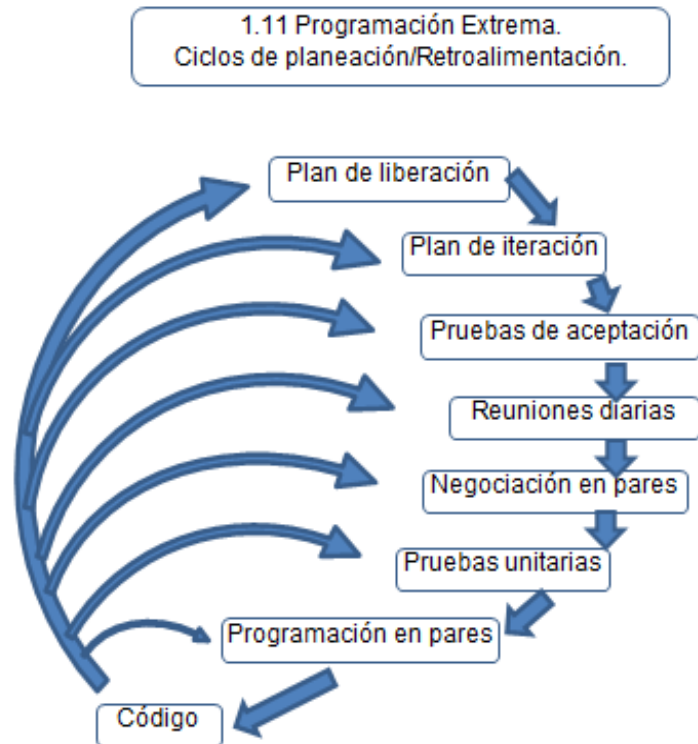 1.11 Programación Extrema.
Ciclos de planeación/Retroalimentación.
Plan de liberación
Plan de iteración
Pruebas de aceptación
Reuniones diarias
Negociación en pares
Pruebas unitarias
Programación en pares
Código